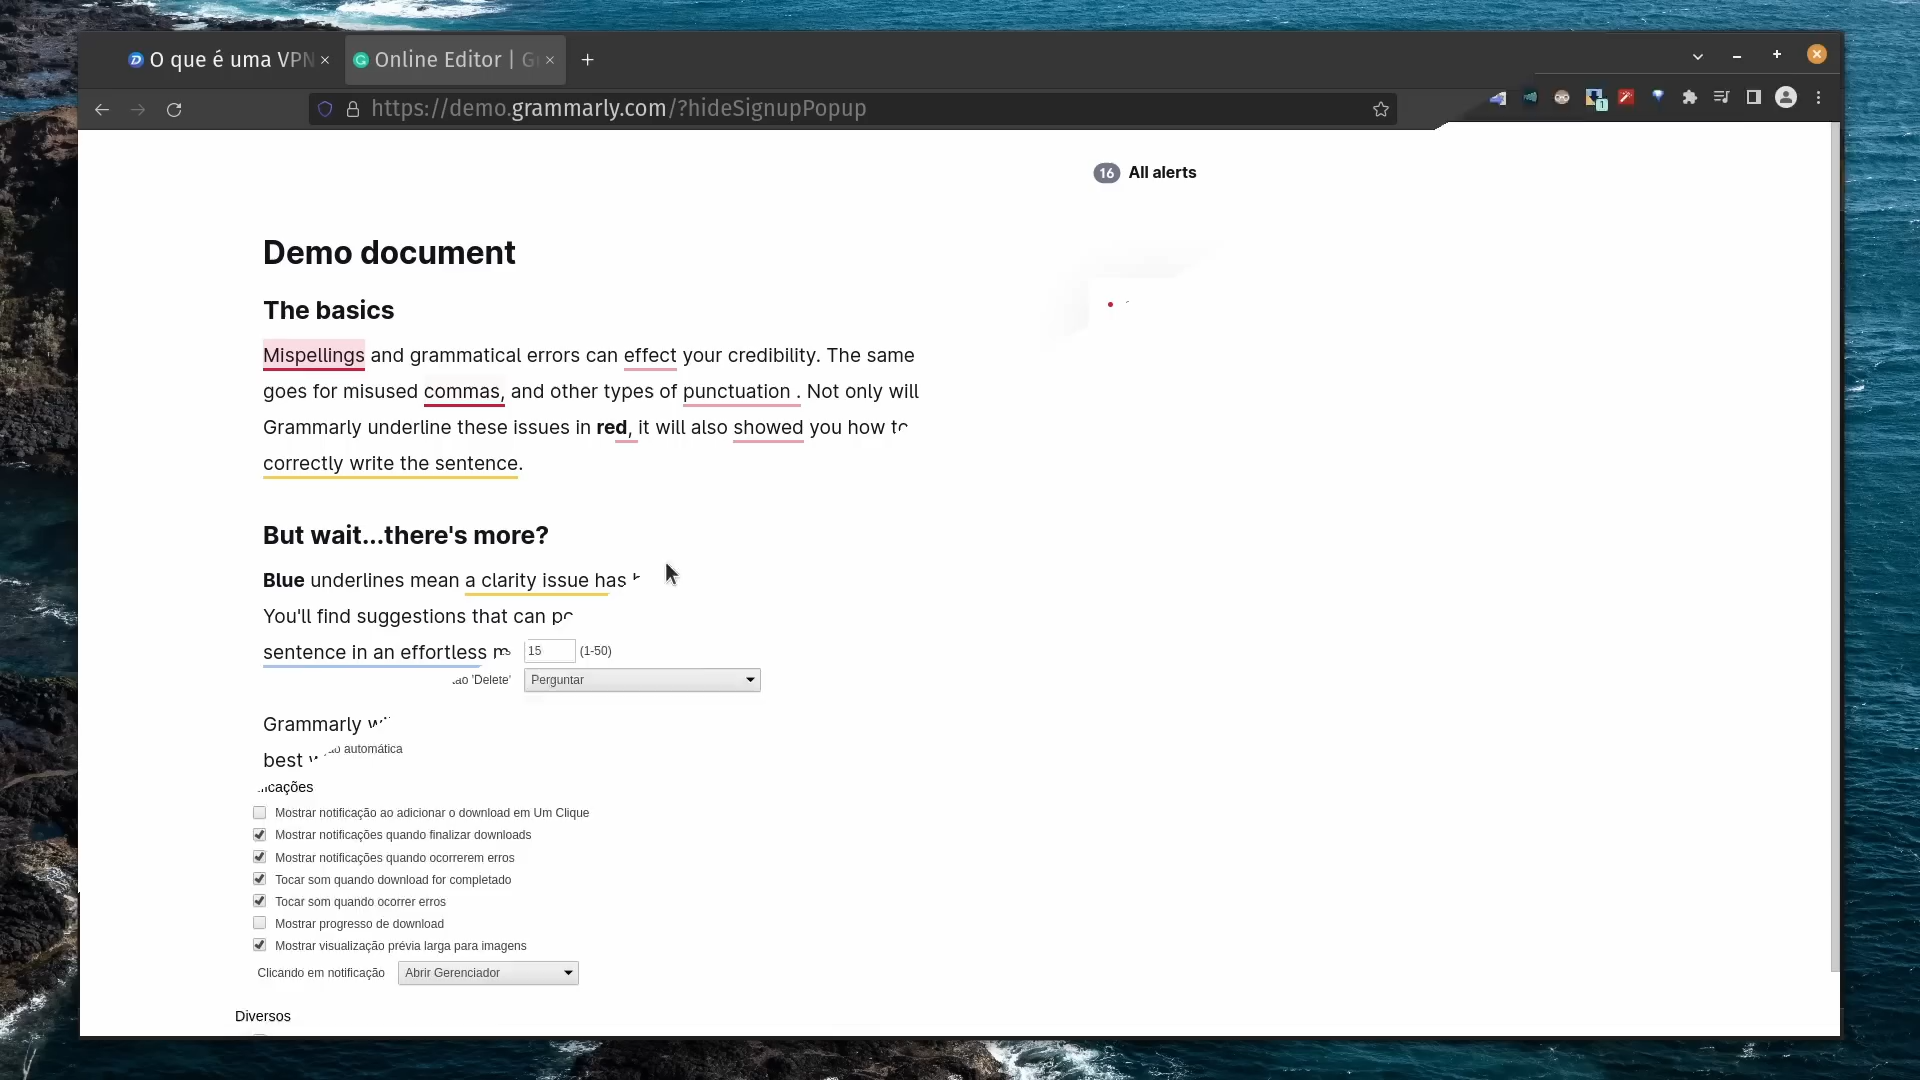 O que é uma VPN
Online Editor |
https://demo.grammarly.com/?hideSignupPopup
1
16 All alerts
Demo document
The basics
Mispellings and grammatical errors can effect your credibility. The same
goes for misused commas, and other types of punctuation . Not only will
Grammarly underline these issues in red, it will also showed you how to
correctly write the sentence.
But wait...there's more?
Blue underlines mean a clarity issue has
You'll find suggestions that can
sentence in an effortless
15 (1-50)
'Delete' Perguntar
Grammarly
best
automática
Mostrar notificação ao adicionar o download em Um Clique
Mostrar notificações quando finalizar downloads
Mostrar notificações quando ocorrerem erros
Tocar som quando download for completado
Tocar som quando ocorrer erros
Mostrar progresso de download
Mostrar visualização prévia larga para imagens
Clicando em notificação Abrir Gerenciador
Diversos